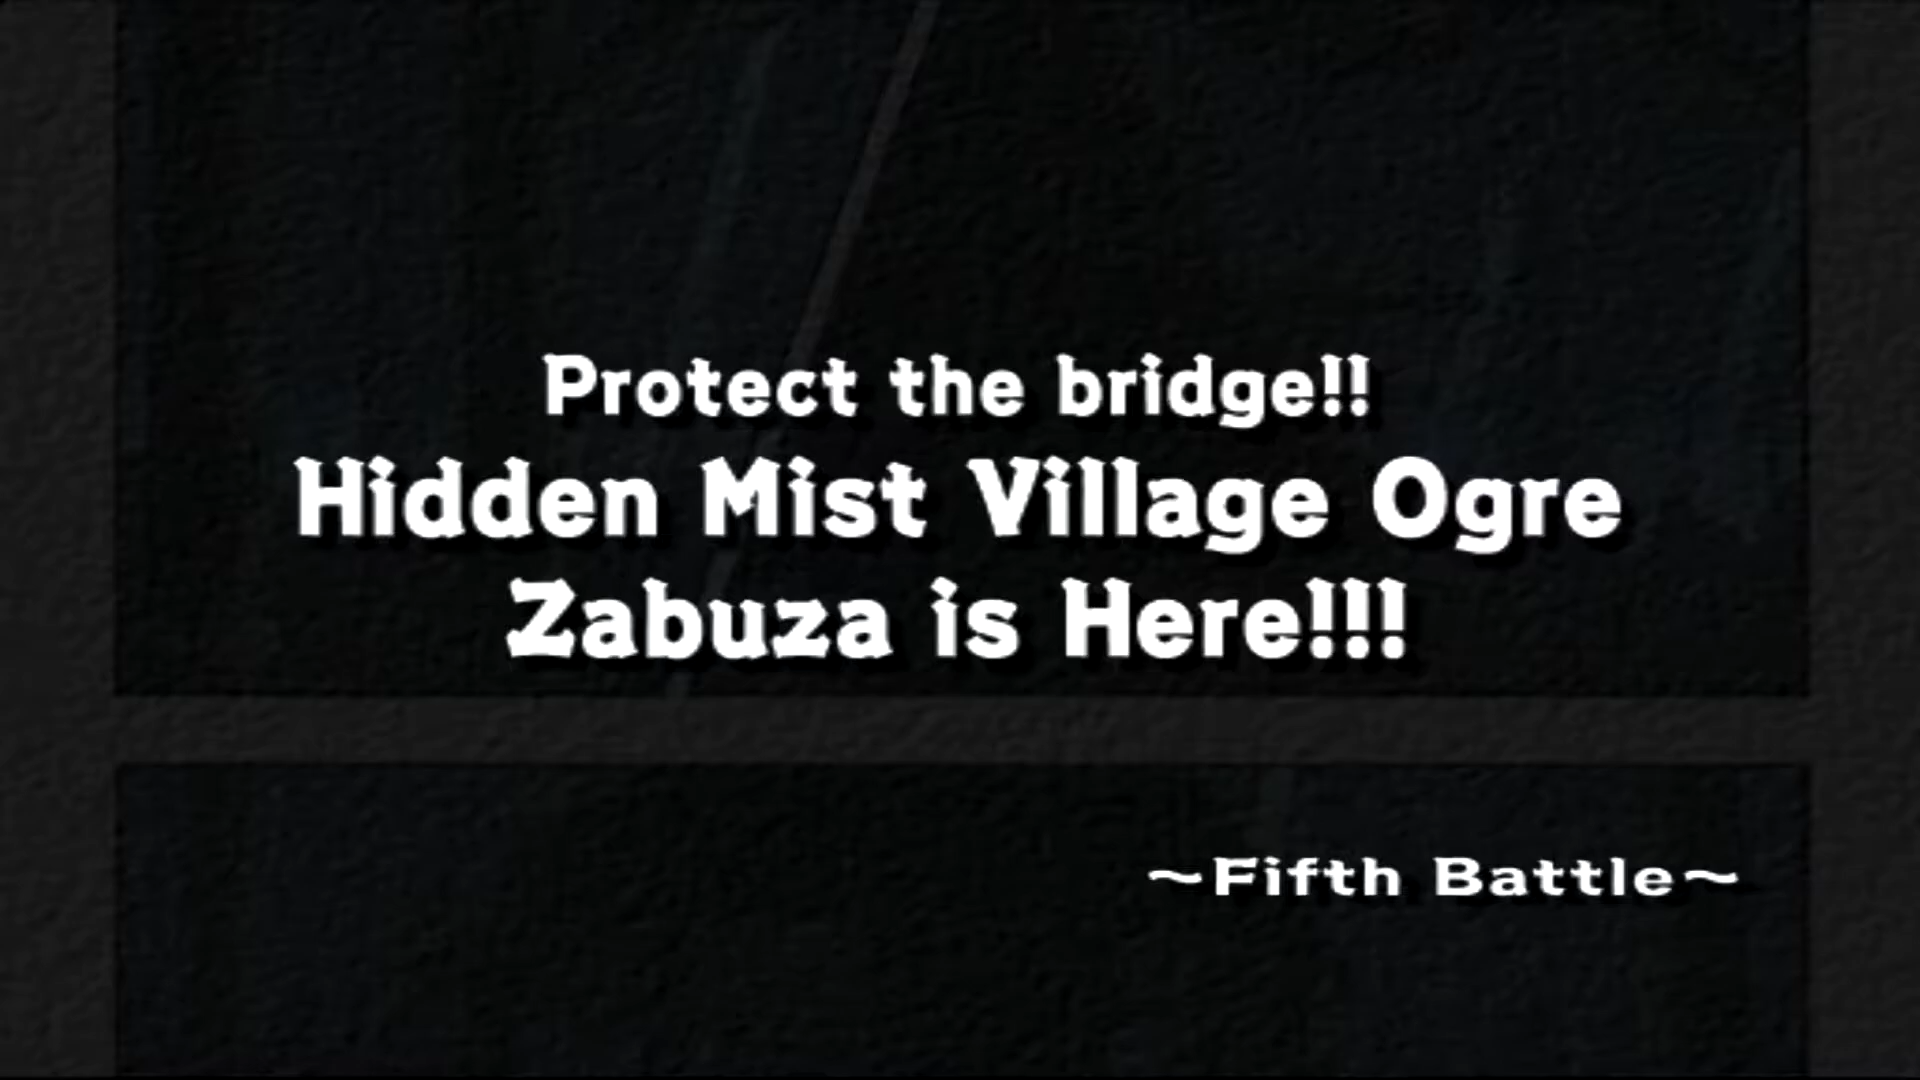 Protect the bridge!!
Hidden Mist Village Ogre
Zabuza is Here!!!
~Fifth Battle~